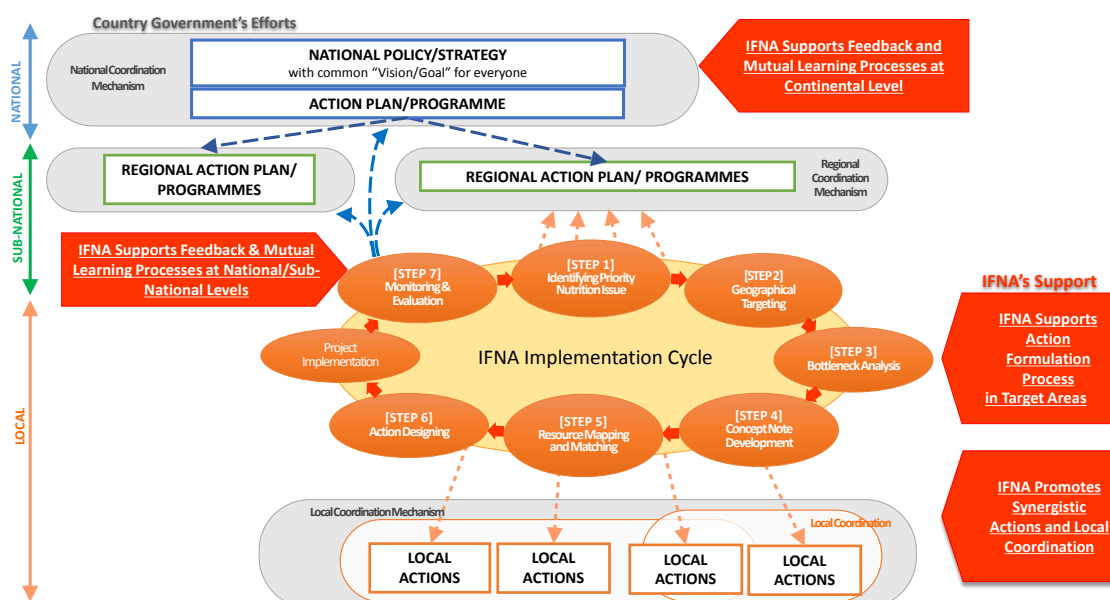 Country Government's Efforts
NATIONAL
National Coordination
Mechanism
NATIONAL POLICY/STRATEGY
with common "Vision/Goal" for everyone
ACTION PLAN/PROGRAMME
IFNA Supports Feedback and
Mutual Learning Processes at
Continental Level
SUB-NATIONAL
REGIONAL ACTION PLAN/
PROGRAMMES
REGIONAL ACTION PLAN/ PROGRAMMES
Regional
Coordination
Mechanism
IFNA Supports Feedback & Mutual
Learning Processes at National/Sub-
National Levels
[STEP 7]
Monitoring &
Evaluation
[STEP 1]
Identifying Priority
Nutrition Issue
[STEP2]
Geographical
Targeting
IFNA's Support
LOCAL
Project
Implementation
IFNA Implementation Cycle
[STEP 3]
Bottleneck Analysis
IFNA Supports
Action
Formulation
Process
in Target Areas
[STEP 6]
Action Designing
[STEP 5]
Resource Mapping
and Matching
[STEP 4]
Concept Note
Development
Local Coordination Mechanism
Local Coordination
LOCAL
ACTIONS
LOCAL
ACTIONS
LOCAL
ACTIONS
LOCAL
ACTIONS
IFNA Promotes
Synergistic
Actions and Local
Coordination